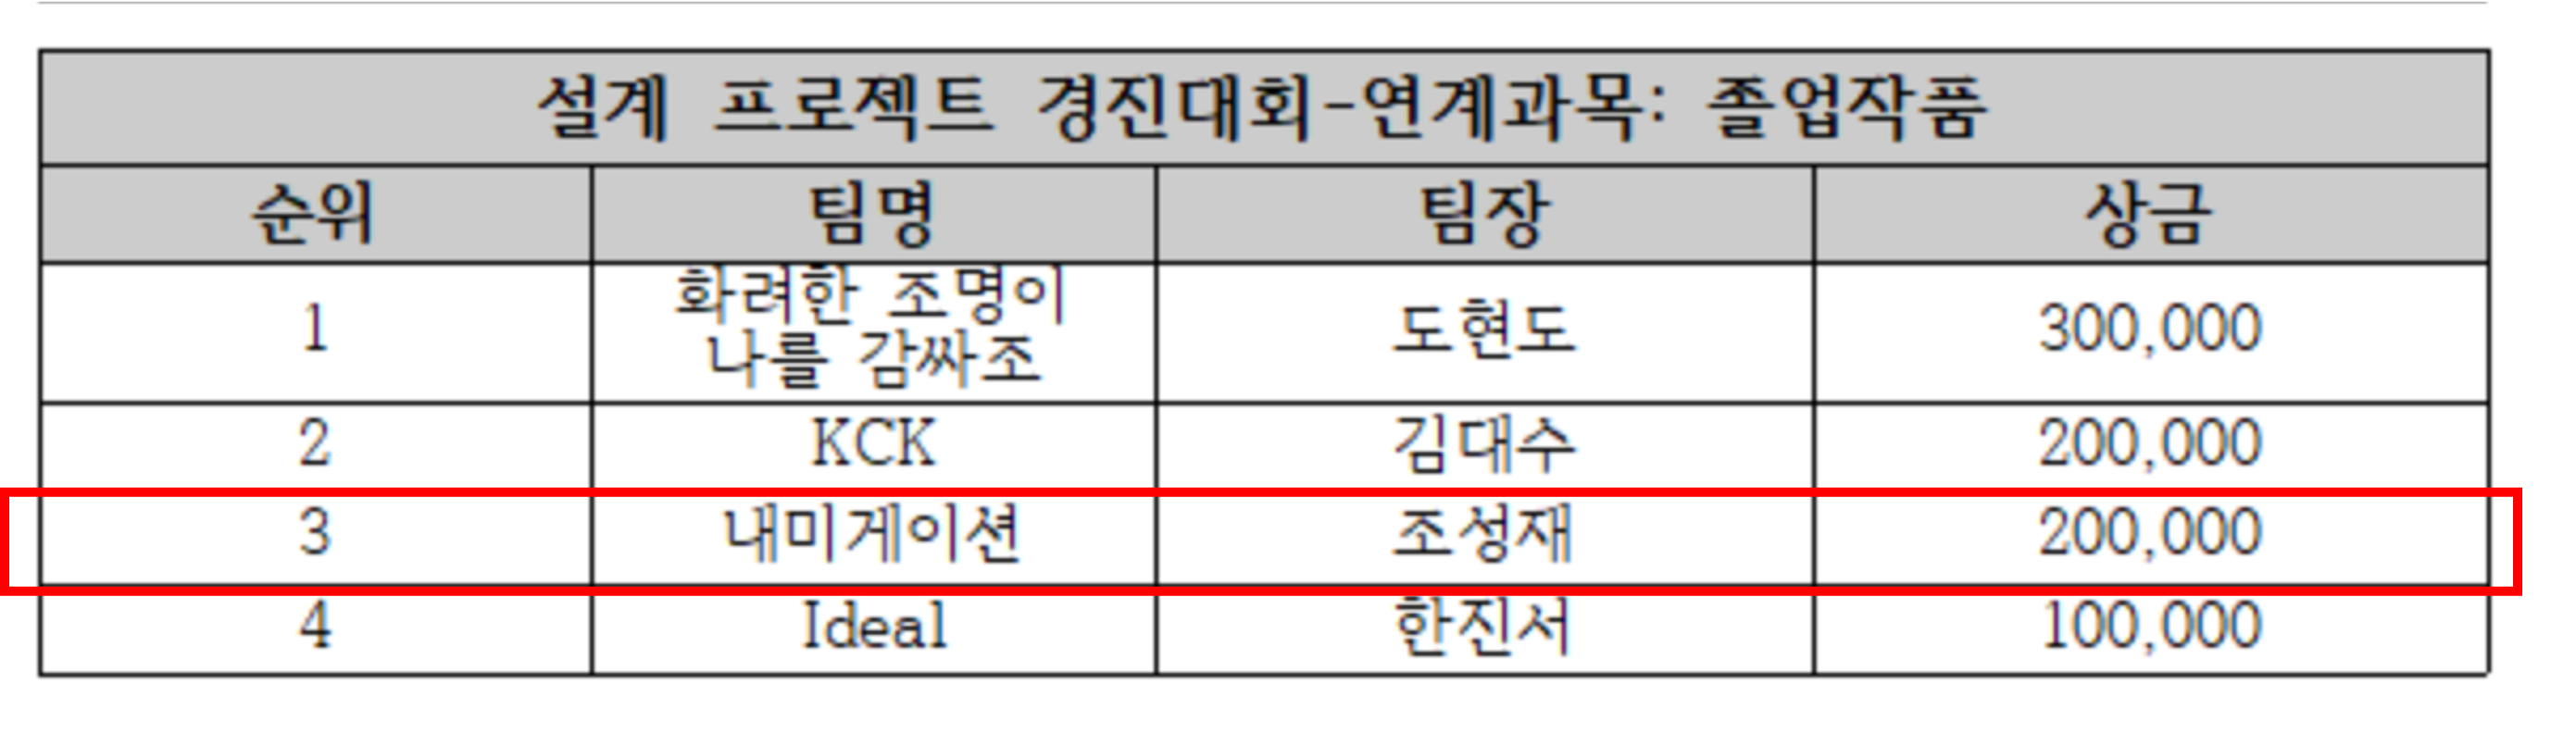 설계 프로젝트 경진대회-연계과목: 졸업작품
순위 팀명 팀장 상금
1 화려한 조명이 나를 감싸조 도현도 300,000
2 KCK 김대수 200,000
3 내미게이션 조성재 200,000
4 Ideal 한진서 100,000